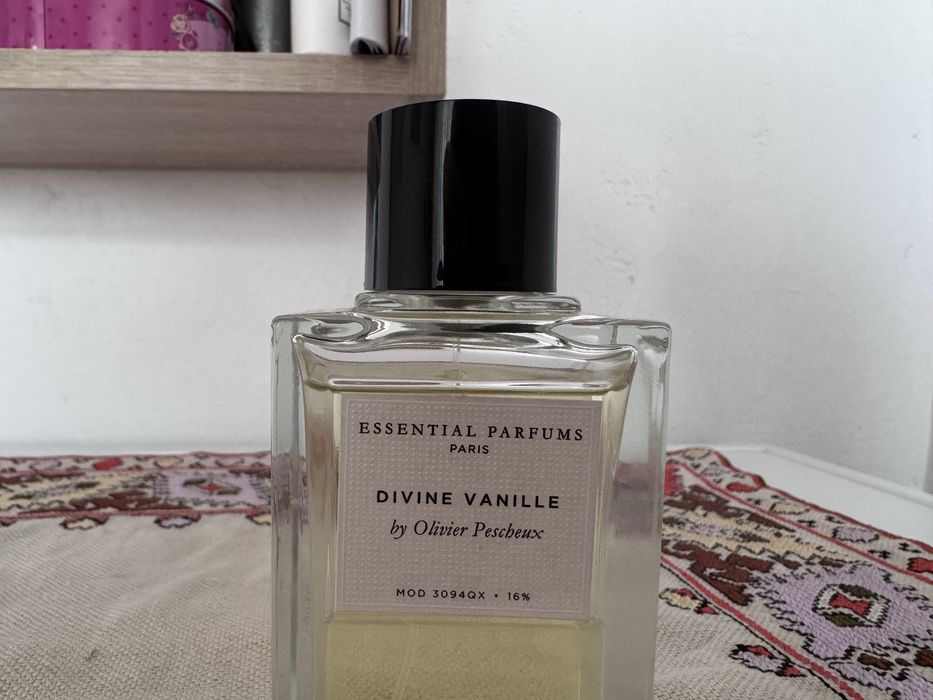 ESSENTIAL PARFUMS
PARIS
DIVINE VANILLE
by Olivier Pescheux
MOD 3094QX • 16%